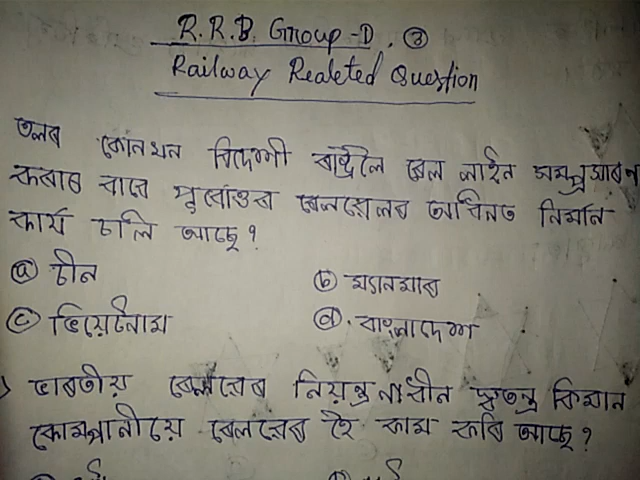 R.R.B. Group-D. ③
Railway Realeted Question
তলৰ কোনখন বিদেশী ৰাষ্ট্ৰলৈ ৰেল লাইন সম্প্ৰসাৰণ
কৰাৰ বাবে পূৰ্বোত্তৰ ৰেলৱেৰ অধিনত নিৰ্মান
কাৰ্য চলি আছে?
ⓐ চীন ⓑ ম্যানমাৰ
ⓒ ভিয়েটনাম ⓓ. বাংলাদেশ
ভাৰতীয় ৰেলৱেৰ নিয়ন্ত্ৰনাধীন স্বতন্ত্ৰ কিমান
কোম্পানীয়ে ৰেলৱেৰ হৈ কাম কৰি আছে?